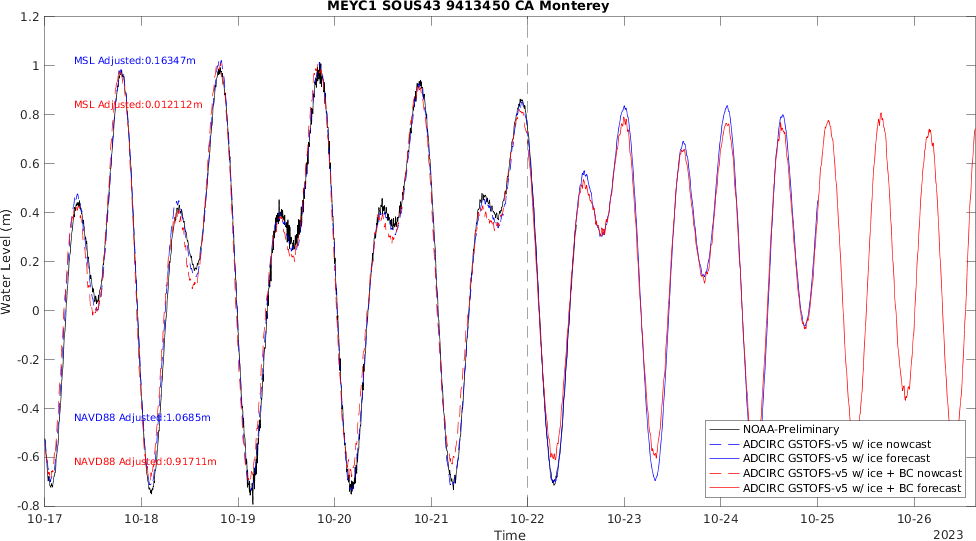 MEYC1 SOUS43 9413450 CA Monterey
1.2
1
0.8
0.6
0.4
0.2
0
-0.2
-0.4
-0.6
-0.8
Water Level (m)
MSL Adjusted:0.16347m
MSL Adjusted:0.012112m
NAVD88 Adjusted:1.0685m
NAVD88 Adjusted:0.91711m
NOAA-Preliminary
ADCIRC GSTOFS-v5 w/ ice nowcast
ADCIRC GSTOFS-v5 w/ ice forecast
ADCIRC GSTOFS-v5 w/ ice + BC nowcast
ADCIRC GSTOFS-v5 w/ ice + BC forecast
10-17 10-18 10-19 10-20 10-21 10-22 10-23 10-24 10-25 10-26
Time
2023